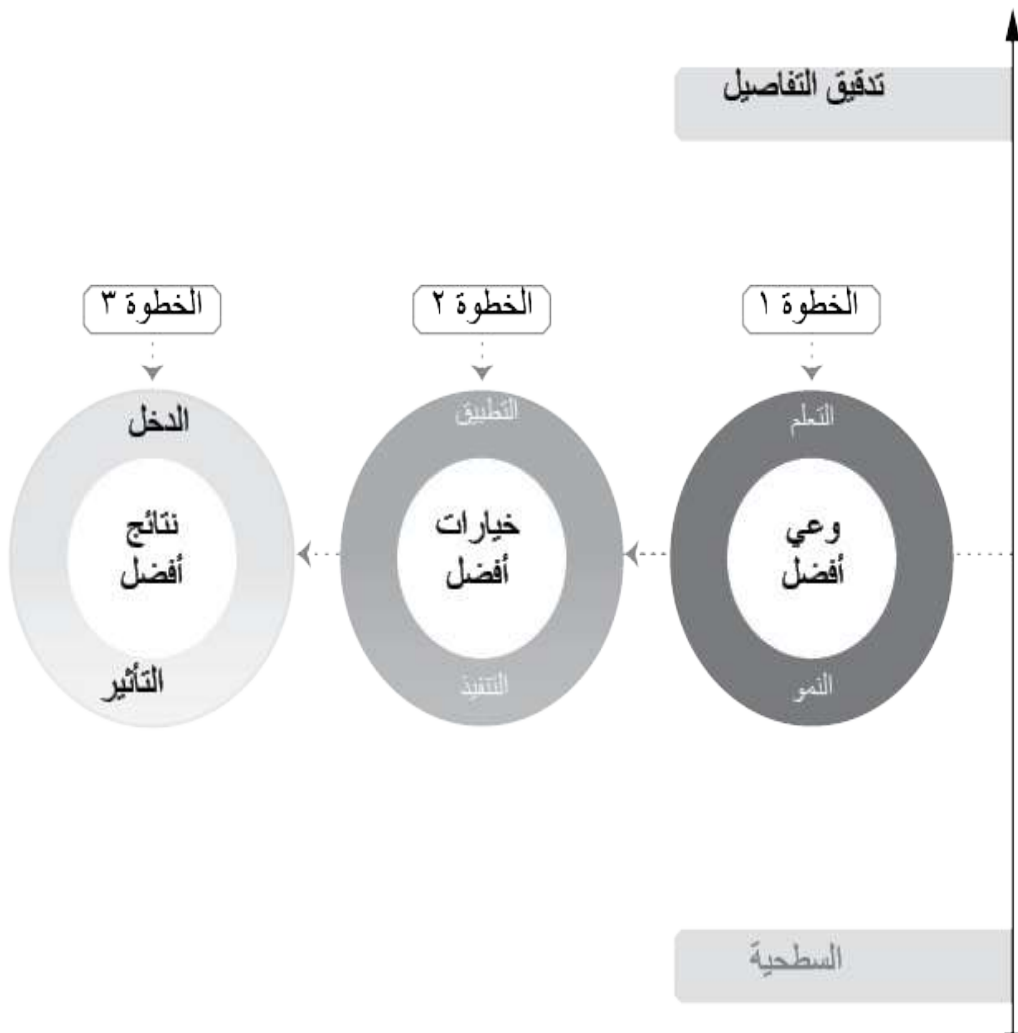 تدقيق التفاصيل
الخطوة ١
الخطوة ٢
الخطوة ٣
التعلم
وعي
أفضل
النمو
التطبيق
خيارات
أفضل
التنفيذ
الدخل
نتائج
أفضل
التأثير
السطحية